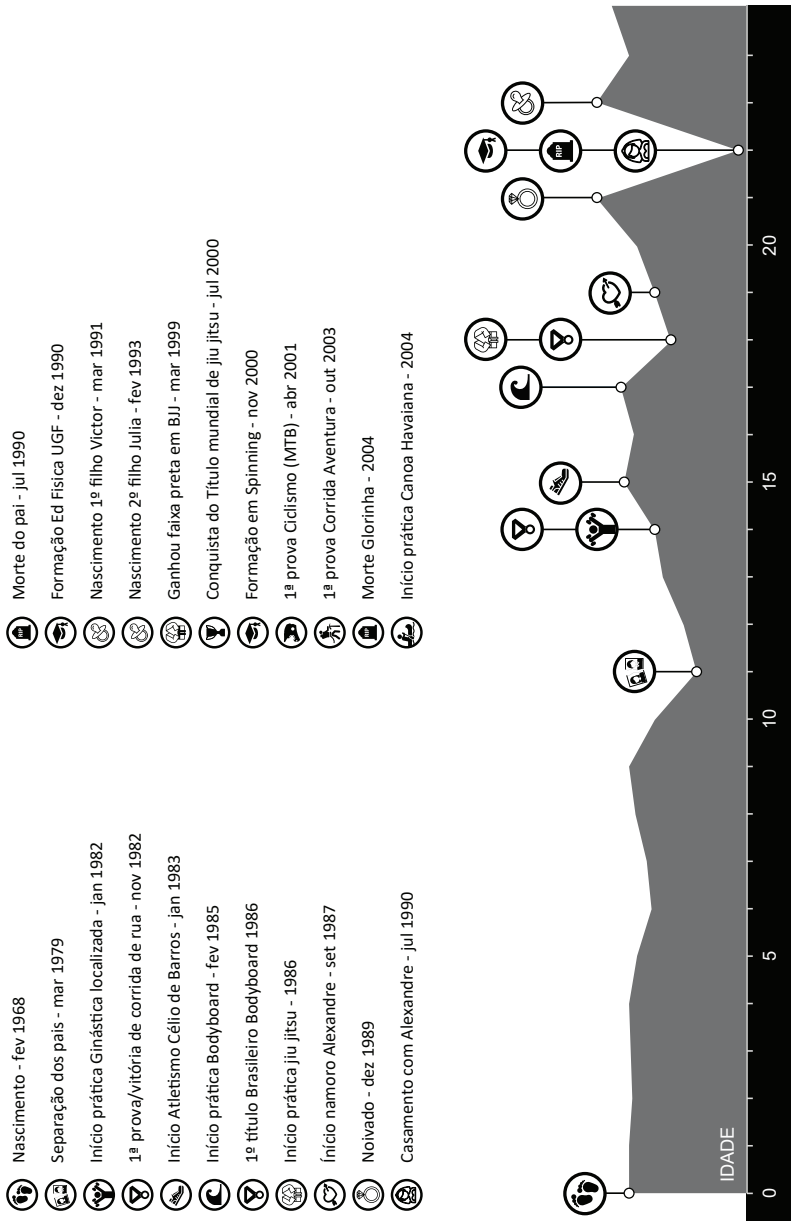 Nascimento - fev 1968
Separação dos pais - mar 1979
Início prática Ginástica localizada - jan 1982
1ª prova/vitória de corrida de rua - nov 1982
Início Atletismo Célio de Barros - jan 1983
Início prática Bodyboard - fev 1985
1º título Brasileiro Bodyboard 1986
Início prática jiu jitsu - 1986
Ínício namoro Alexandre - set 1987
Noivado - dez 1989
Casamento com Alexandre - jul 1990
Morte do pai - jul 1990
Formação Ed Fisica UGF - dez 1990
Nascimento 1º filho Victor - mar 1991
Nascimento 2º filho Julia - fev 1993
Ganhou faixa preta em BJJ - mar 1999
Conquista do Título mundial de jiu jitsu - jul 2000
Formação em Spinning - nov 2000
1ª prova Ciclismo (MTB) - abr 2001
1ª prova Corrida Aventura - out 2003
Morte Glorinha - 2004
Início prática Canoa Havaiana - 2004
RIP
IDADE
0 5 10 15 20